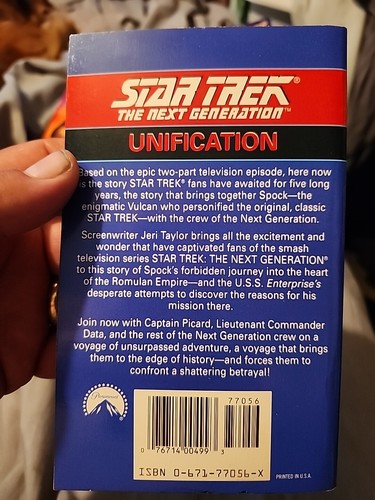 STAR TREK®
THE NEXT GENERATION™
UNIFICATION
Based on the epic two-part television episode, here now
is the story STAR TREK® fans have awaited for five long
years, the story that brings together Spock—the
enigmatic Vulcan who personified the original, classic
STAR TREK—with the crew of the Next Generation.
Screenwriter Jeri Taylor brings all the excitement and
wonder that have captivated fans of the smash
television series STAR TREK: THE NEXT GENERATION®
to this story of Spock's forbidden journey into the heart
of the Romulan Empire—and the U.S.S. Enterprise's
desperate attempts to discover the reasons for his
mission there.
Join now with Captain Picard, Lieutenant Commander
Data, and the rest of the Next Generation crew on a
voyage of unsurpassed adventure, a voyage that brings
them to the edge of history—and forces them to
confront a shattering betrayal!
Paramount
77056
0 76714 00499 3
ISBN 0-671-77056-X
PRINTED IN U.S.A.